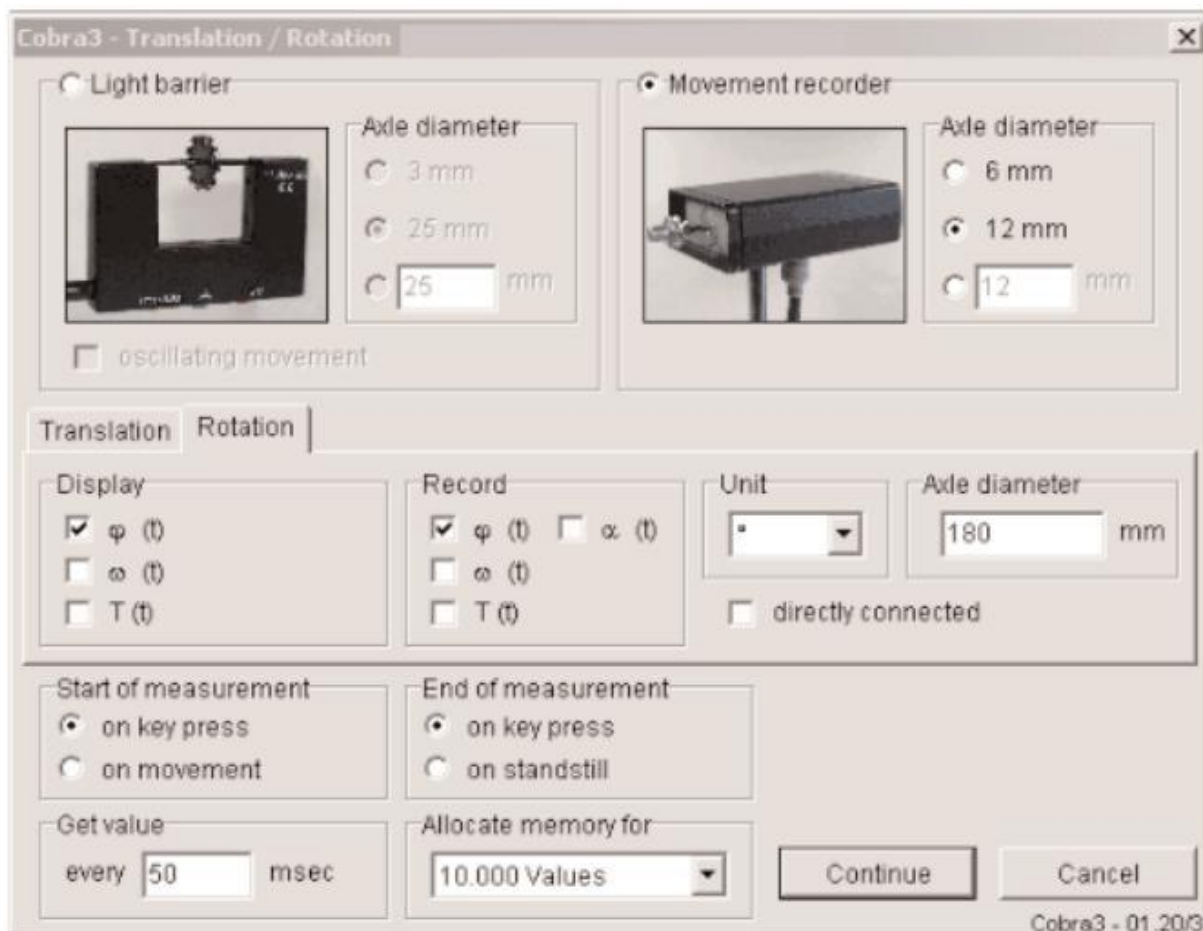 Cobra3 - Translation / Rotation
Light barrier
Axle diameter
3 mm
25 mm
25 mm
oscillating movement
Movement recorder
Axle diameter
6 mm
12 mm
12 mm
Translation
Rotation
Display
φ (t)
ω (t)
T (t)
Record
φ (t) α (t)
ω (t)
T (t)
Unit
°
Axle diameter
180 mm
directly connected
Start of measurement
on key press
on movement
End of measurement
on key press
on standstill
Get value
every 50 msec
Allocate memory for
10.000 Values
Continue
Cancel
Cobra3 - 01.20/3